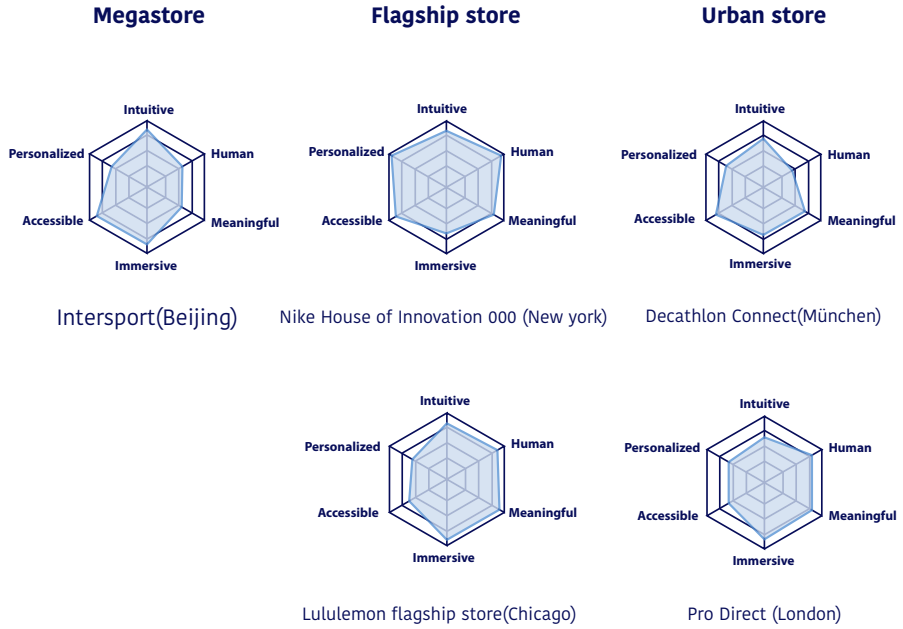 Megastore
Flagship store
Urban store
Intuitive
Personalized
Human
Accessible
Meaningful
Immersive
Intersport(Beijing)
Intuitive
Personalized
Human
Accessible
Meaningful
Immersive
Nike House of Innovation 000 (New york)
Intuitive
Personalized
Human
Accessible
Meaningful
Immersive
Decathlon Connect(München)
Intuitive
Personalized
Human
Accessible
Meaningful
Immersive
Lululemon flagship store(Chicago)
Intuitive
Personalized
Human
Accessible
Meaningful
Immersive
Pro Direct (London)